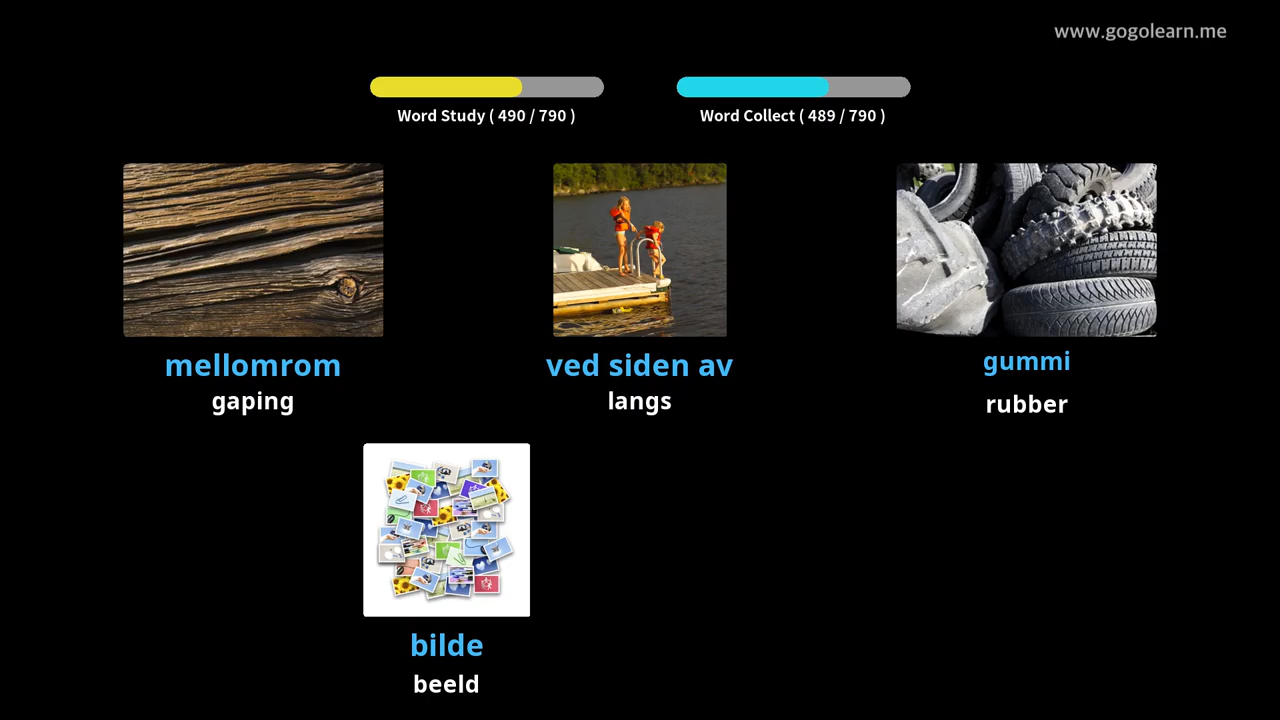 www.gogolearn.me
Word Study ( 490 / 790 )
Word Collect ( 489 / 790 )
mellomrom
gaping
ved siden av
langs
gummi
rubber
bilde
beeld